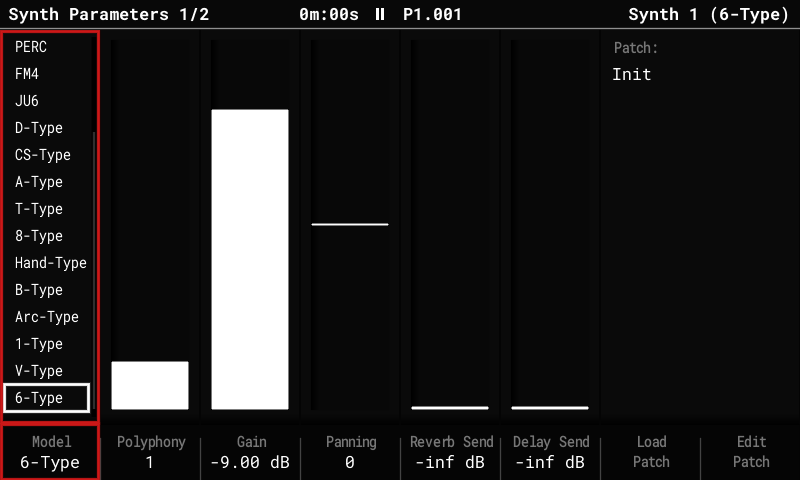 Synth Parameters 1/2 0m:00s P1.001 Synth 1 (6-Type)
PERC
FM4
JU6
D-Type
CS-Type
A-Type
T-Type
8-Type
Hand-Type
B-Type
Arc-Type
1-Type
V-Type
6-Type
Patch:
Init
Model Polyphony Gain Panning Reverb Send Delay Send Load Edit
6-Type 1 -9.00 dB 0 -inf dB -inf dB Patch Patch